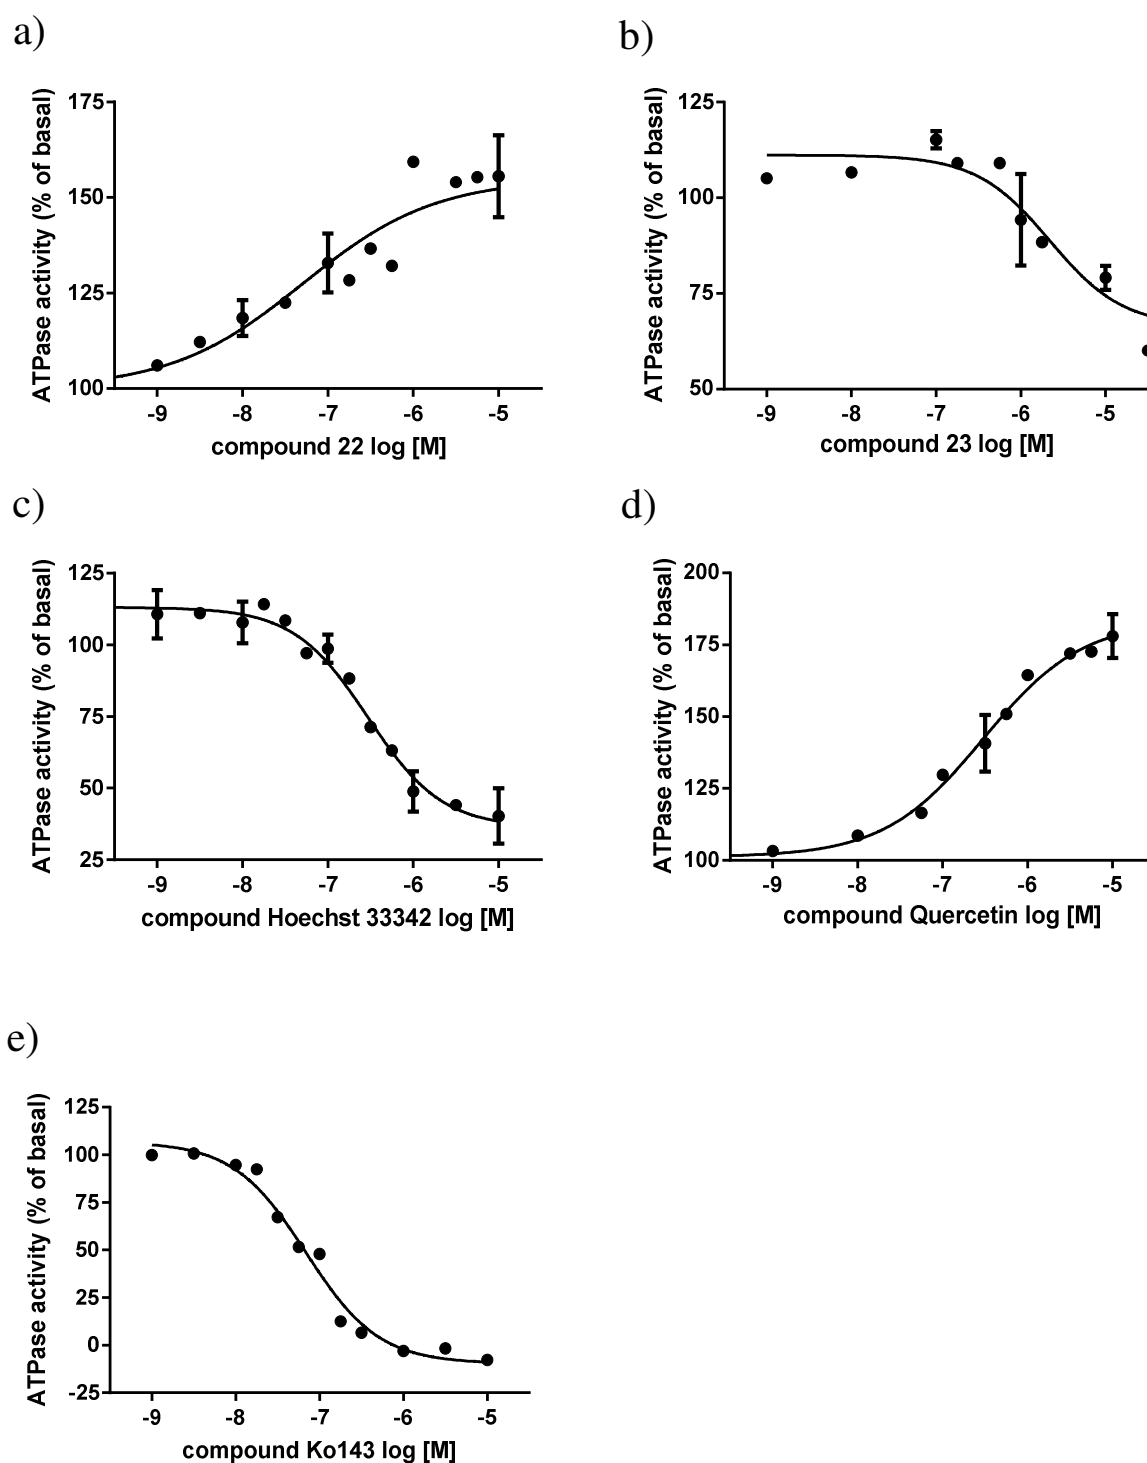 a)
ATPase activity (% of basal)
175
150
125
100
-9 -8 -7 -6 -5
compound 22 log [M]
b)
ATPase activity (% of basal)
125
100
75
50
-9 -8 -7 -6 -5
compound 23 log [M]
c)
ATPase activity (% of basal)
125
100
75
50
25
-9 -8 -7 -6 -5
compound Hoechst 33342 log [M]
d)
ATPase activity (% of basal)
200
175
150
125
100
-9 -8 -7 -6 -5
compound Quercetin log [M]
e)
ATPase activity (% of basal)
125
100
75
50
25
0
-25
-9 -8 -7 -6 -5
compound Ko143 log [M]